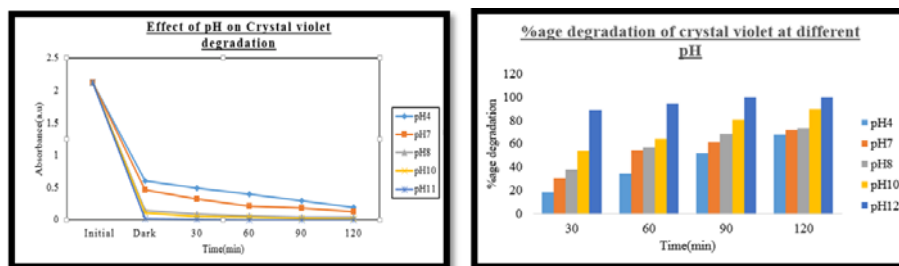 Effect of pH on Crystal violet
degradation
2.5
2
1.5
1
0.5
0
Absorbance(a.u)
Initial Dark 30 60 90 120
Time(min)
pH4
pH7
pH8
pH10
pH11
%age degradation of crystal violet at different
pH
120
100
80
60
40
20
0
%age degradation
30 60 90 120
Time(min)
pH4
pH7
pH8
pH10
pH12